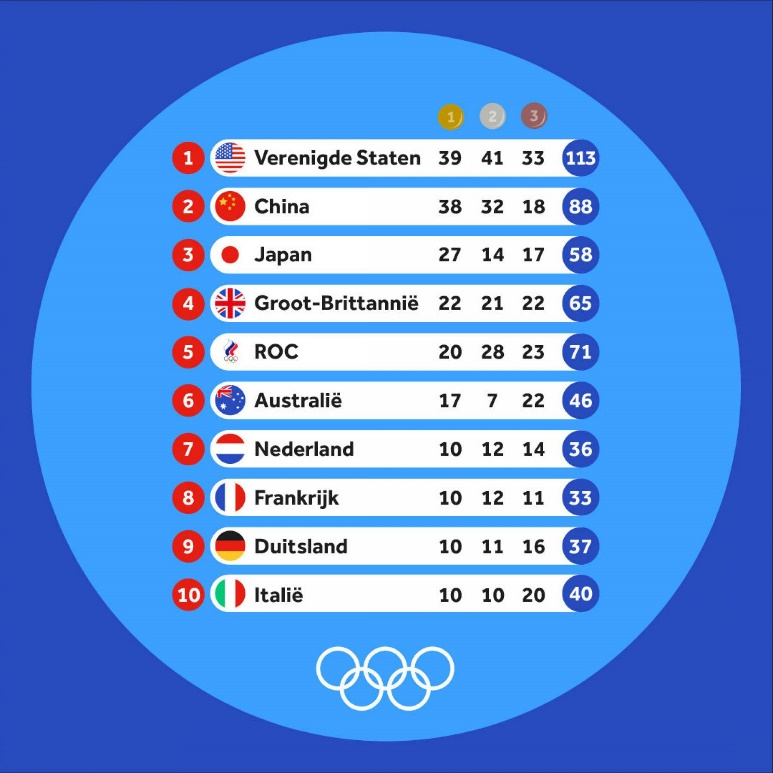 1 2 3
1 Verenigde Staten 39 41 33 113
2 China 38 32 18 88
3 Japan 27 14 17 58
4 Groot-Brittannië 22 21 22 65
5 ROC 20 28 23 71
6 Australië 17 7 22 46
7 Nederland 10 12 14 36
8 Frankrijk 10 12 11 33
9 Duitsland 10 11 16 37
10 Italië 10 10 20 40